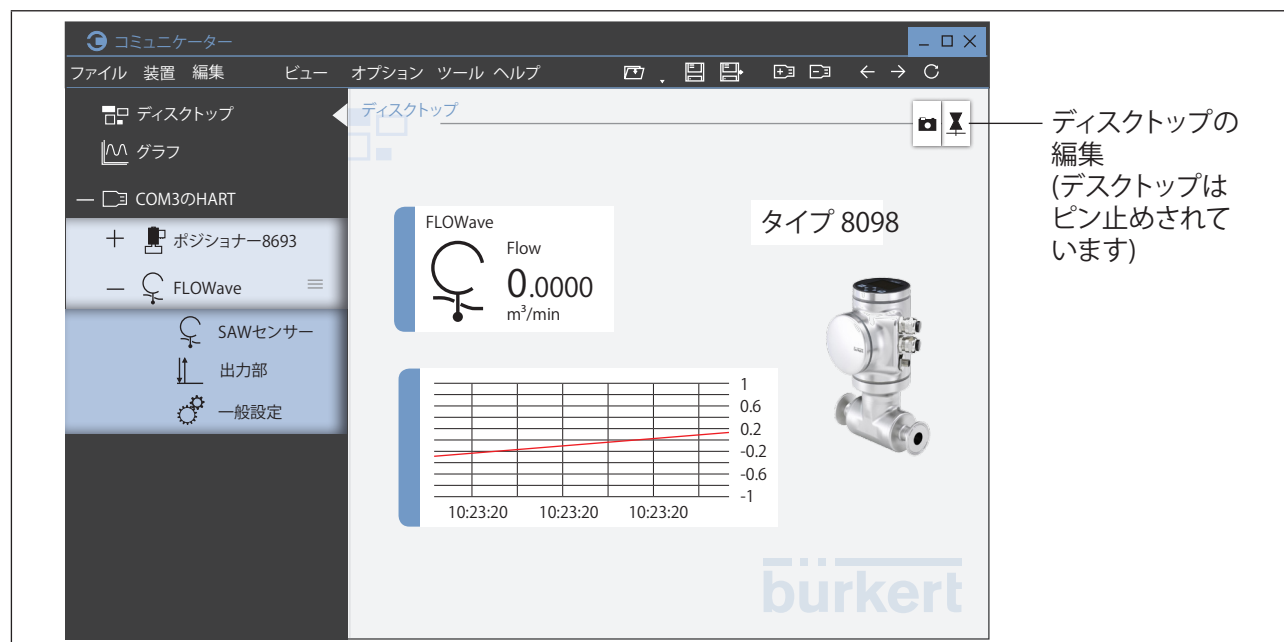 コミュニケーター
ファイル 装置 編集 ビュー オプション ツール ヘルプ
ディスクトップ
グラフ
COM3のHART
ポジショナー8693
FLOWave
SAWセンサー
出力部
一般設定
ディスクトップ
FLOWave
Flow
0.0000
m³/min
タイプ 8098
1
0.6
0.2
-0.2
-0.6
-1
10:23:20 10:23:20 10:23:20
bürkert
ディスクトップの
編集
(デスクトップは
ピン止めされて
います)